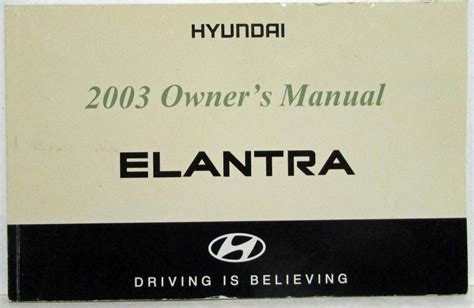 HYUNDAI
2003 Owner's Manual
ELANTRA
DRIVING IS BELIEVING